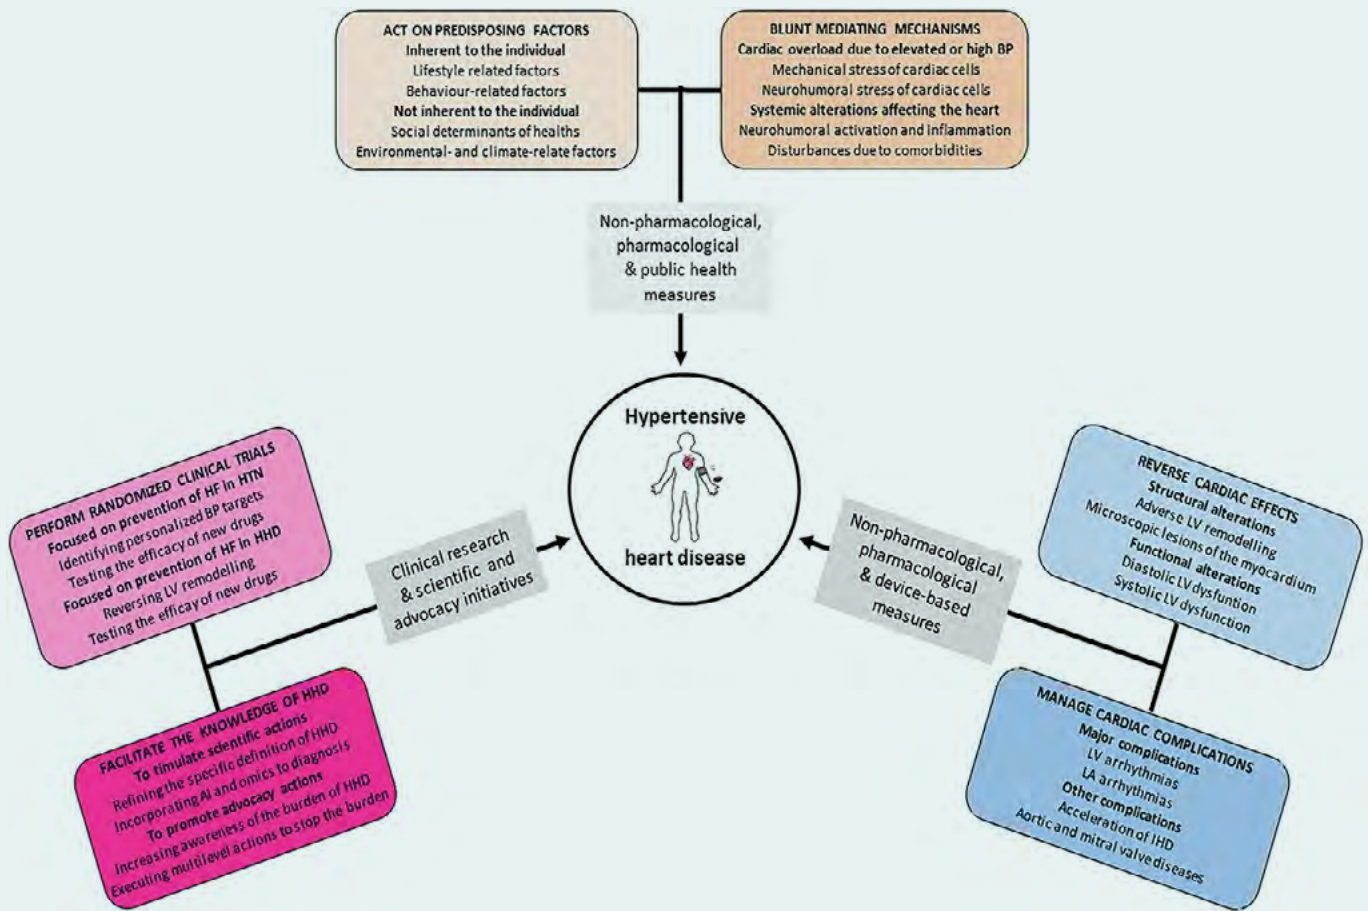 ACT ON PREDISPOSING FACTORS
Inherent to the individual
Lifestyle related factors
Behaviour-related factors
Not inherent to the individual
Social determinants of healths
Environmental- and climate-relate factors
BLUNT MEDIATING MECHANISMS
Cardiac overload due to elevated or high BP
Mechanical stress of cardiac cells
Neurohumoral stress of cardiac cells
Systemic alterations affecting the heart
Neurohumoral activation and inflammation
Disturbances due to comorbidities
Non-pharmacological,
pharmacological
& public health
measures
Hypertensive
heart disease
PERFORM RANDOMIZED CLINICAL TRIALS
Focused on prevention of HF in HTN
Identifying personalized BP targets
Testing the efficacy of new drugs
Focused on prevention of HF in HHD
Reversing LV remodelling
Testing the efficay of new drugs
Clinical research
& scientific and
advocacy initiatives
FACILITATE THE KNOWLEDGE OF HHD
To timulate scientific actions
Refining the specific definition of HHD
Incorporating AI and omics to diagnosis
To promote advocacy actions
Increasing awareness of the burden of HHD
Executing multilevel actions to stop the burden
REVERSE CARDIAC EFFECTS
Structural alterations
Adverse LV remodelling
Microscopic lesions of the myocardium
Functional alterations
Diastolic LV dysfuntion
Systolic LV dysfunction
Non-pharmacological,
pharmacological
& device-based
measures
MANAGE CARDIAC COMPLICATIONS
Major complications
LV arrhythmias
LA arrhythmias
Other complications
Acceleration of IHD
Aortic and mitral valve diseases